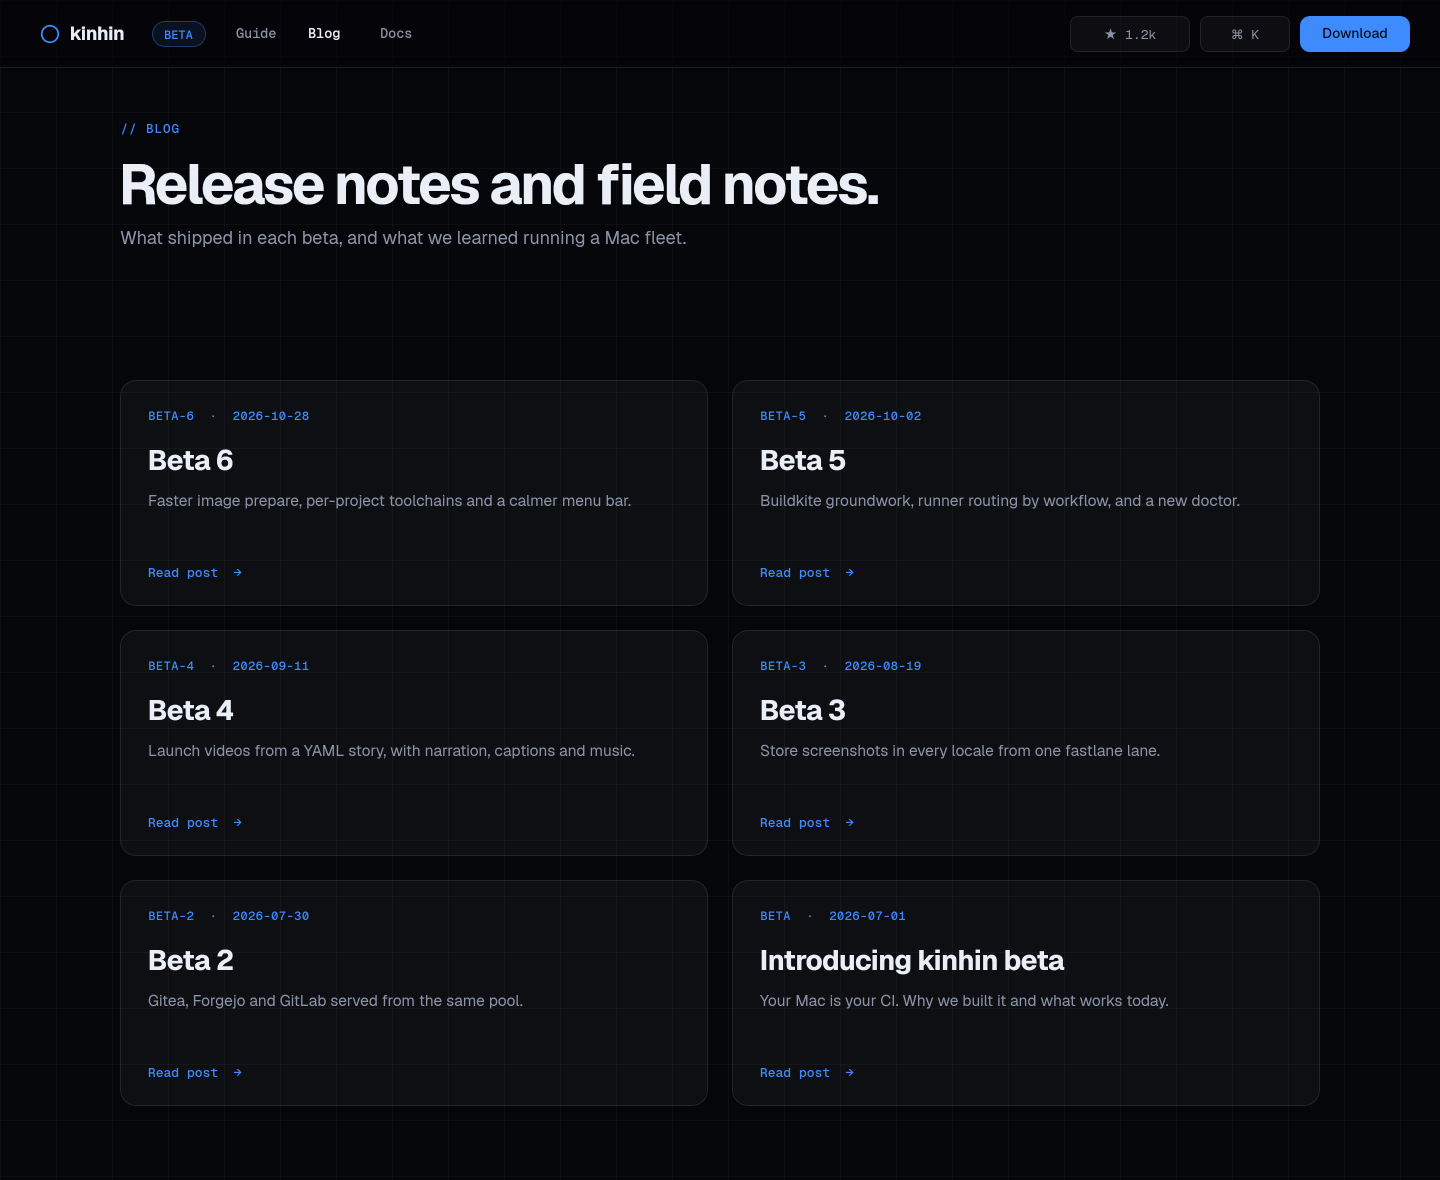 kinhin BETA Guide Blog Docs ★ 1.2k ⌘ K Download
// BLOG
Release notes and field notes.
What shipped in each beta, and what we learned running a Mac fleet.
BETA-6 · 2026-10-28
Beta 6
Faster image prepare, per-project toolchains and a calmer menu bar.
Read post →
BETA-5 · 2026-10-02
Beta 5
Buildkite groundwork, runner routing by workflow, and a new doctor.
Read post →
BETA-4 · 2026-09-11
Beta 4
Launch videos from a YAML story, with narration, captions and music.
Read post →
BETA-3 · 2026-08-19
Beta 3
Store screenshots in every locale from one fastlane lane.
Read post →
BETA-2 · 2026-07-30
Beta 2
Gitea, Forgejo and GitLab served from the same pool.
Read post →
BETA · 2026-07-01
Introducing kinhin beta
Your Mac is your CI. Why we built it and what works today.
Read post →